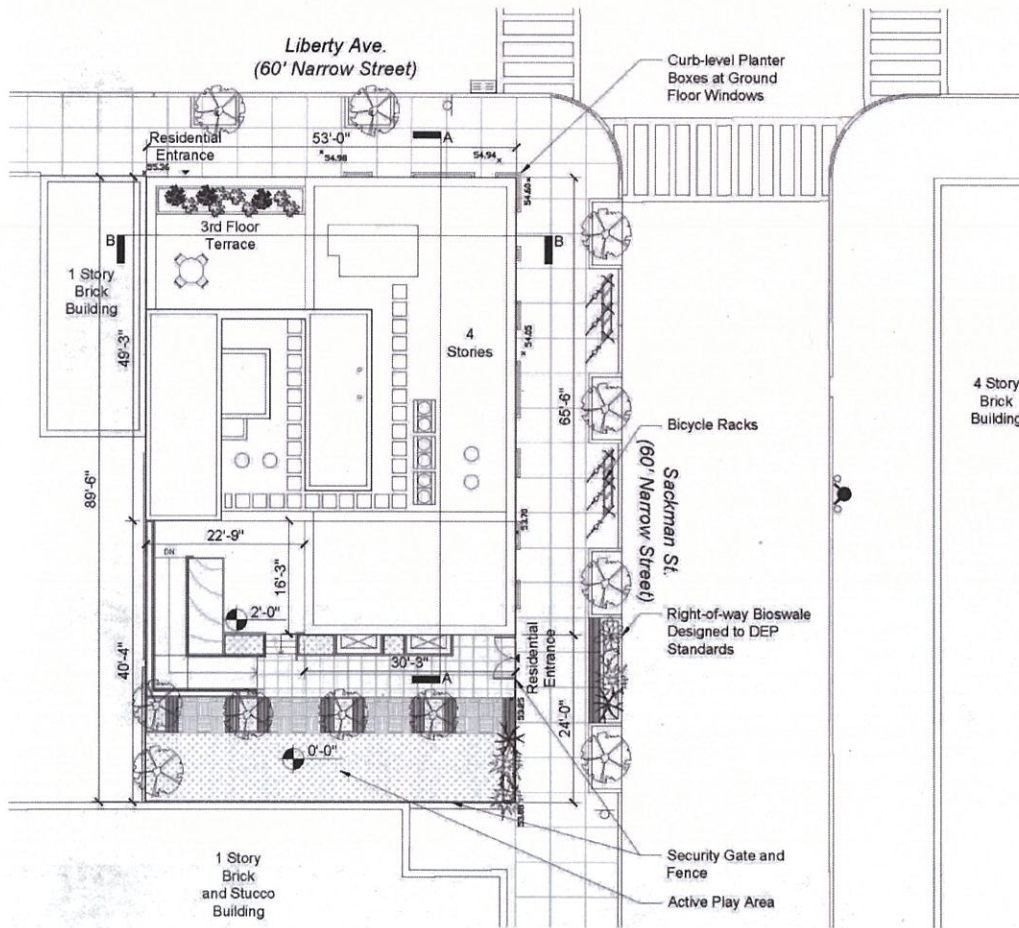 Liberty Ave.
(60' Narrow Street)
Curb-level Planter
Boxes at Ground
Floor Windows
Residential
Entrance
53'-0"
A
55.36
54.98
54.94
54.60
3rd Floor
Terrace
B
B
1 Story
Brick
Building
49'-3"
4
Stories
54.05
65'-6"
4 Story
Brick
Building
Bicycle Racks
Sackman St.
(60' Narrow Street)
89'-6"
53.70
22'-9"
DN
16'-3"
2'-0"
Right-of-way Bioswale
Designed to DEP
Standards
30'-3"
Residential
Entrance
A
40'-4"
24'-0"
0'-0"
1 Story
Brick
and Stucco
Building
Security Gate and
Fence
Active Play Area